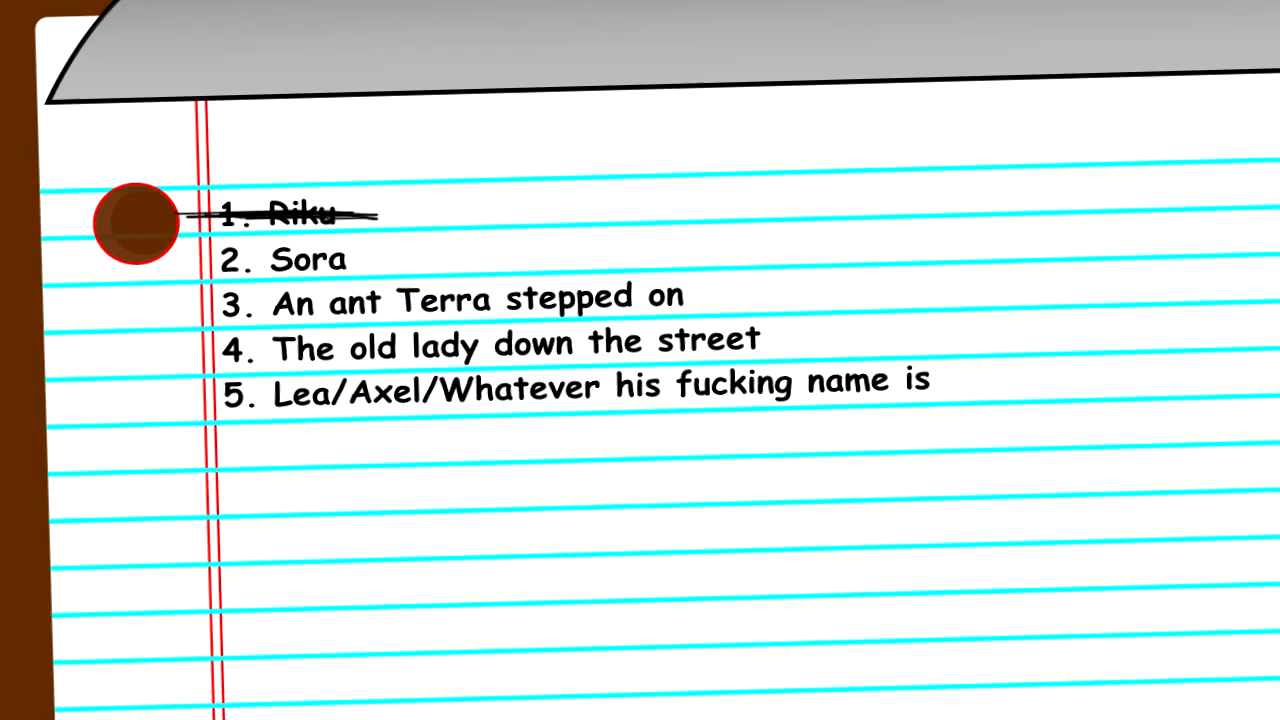 1. Riku
2. Sora
3. An ant Terra stepped on
4. The old lady down the street
5. Lea/Axel/Whatever his fucking name is